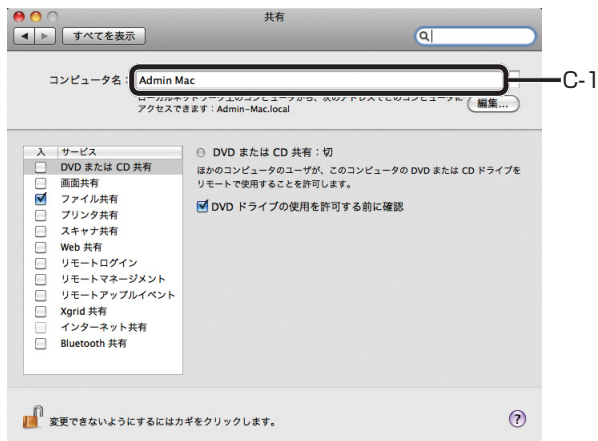 共有
すべてを表示
コンピュータ名： Admin Mac
C-1
ローカルネットワーク上のコンピュータから、次のアドレスでこのコンピュータに
アクセスできます：Admin-Mac.local
編集...
入 サービス
DVD または CD 共有
画面共有
ファイル共有
プリンタ共有
スキャナ共有
Web 共有
リモートログイン
リモートマネージメント
リモートアップルイベント
Xgrid 共有
インターネット共有
Bluetooth 共有
DVD または CD 共有：切
ほかのコンピュータのユーザが、このコンピュータの DVD または CD ドライブを
リモートで使用することを許可します。
DVD ドライブの使用を許可する前に確認
変更できないようにするにはカギをクリックします。
?